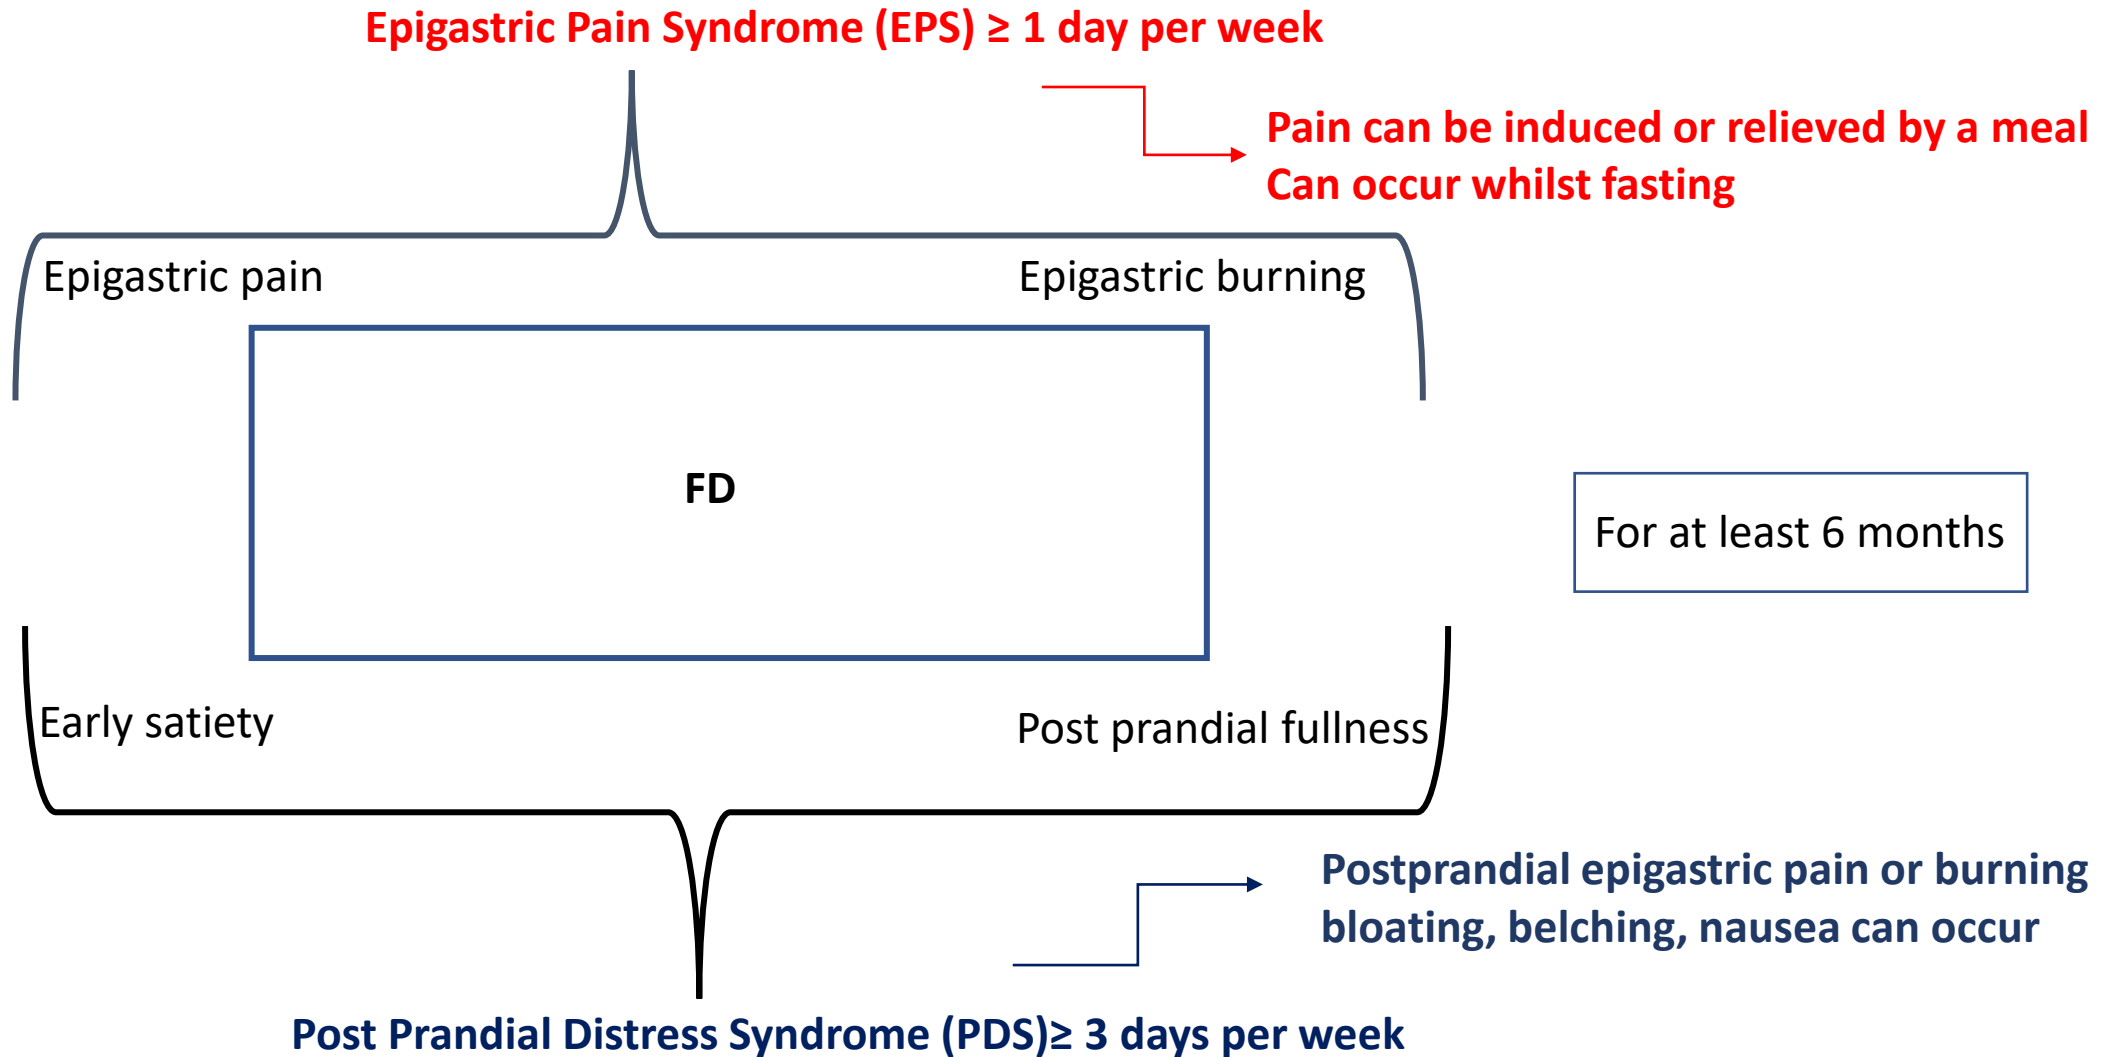 Epigastric Pain Syndrome (EPS) ≥ 1 day per week
Pain can be induced or relieved by a meal
Can occur whilst fasting
Epigastric pain
Epigastric burning
FD
For at least 6 months
Early satiety
Post prandial fullness
Postprandial epigastric pain or burning
bloating, belching, nausea can occur
Post Prandial Distress Syndrome (PDS)≥ 3 days per week